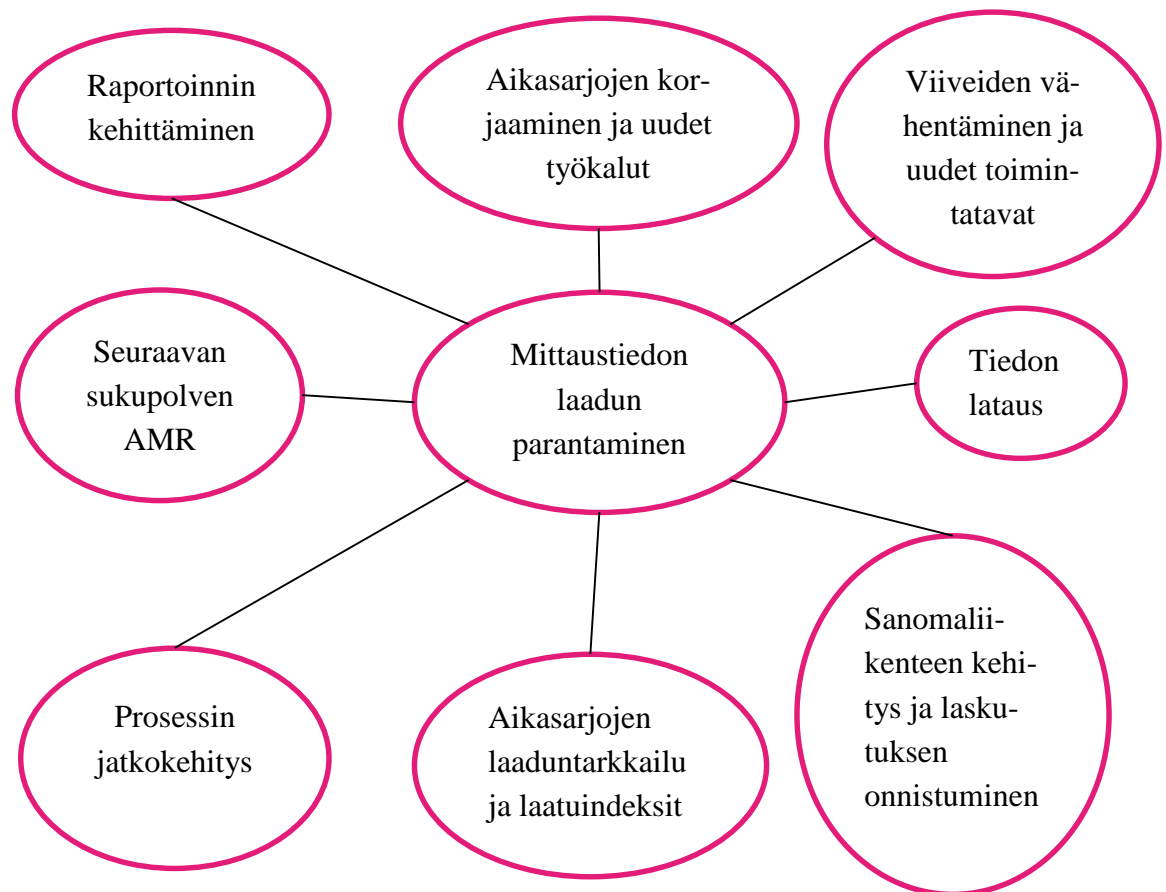 Raportoinnin
kehittäminen
Aikasarjojen kor-
jaaminen ja uudet
työkalut
Viiveiden vä-
hentäminen ja
uudet toimin-
tatavat
Seuraavan
sukupolven
AMR
Mittaustiedon
laadun
parantaminen
Tiedon
lataus
Prosessin
jatkokehitys
Aikasarjojen
laaduntarkkailu
ja laatuindeksit
Sanomalii-
kenteen kehi-
tys ja lasku-
tuksen
onnistuminen